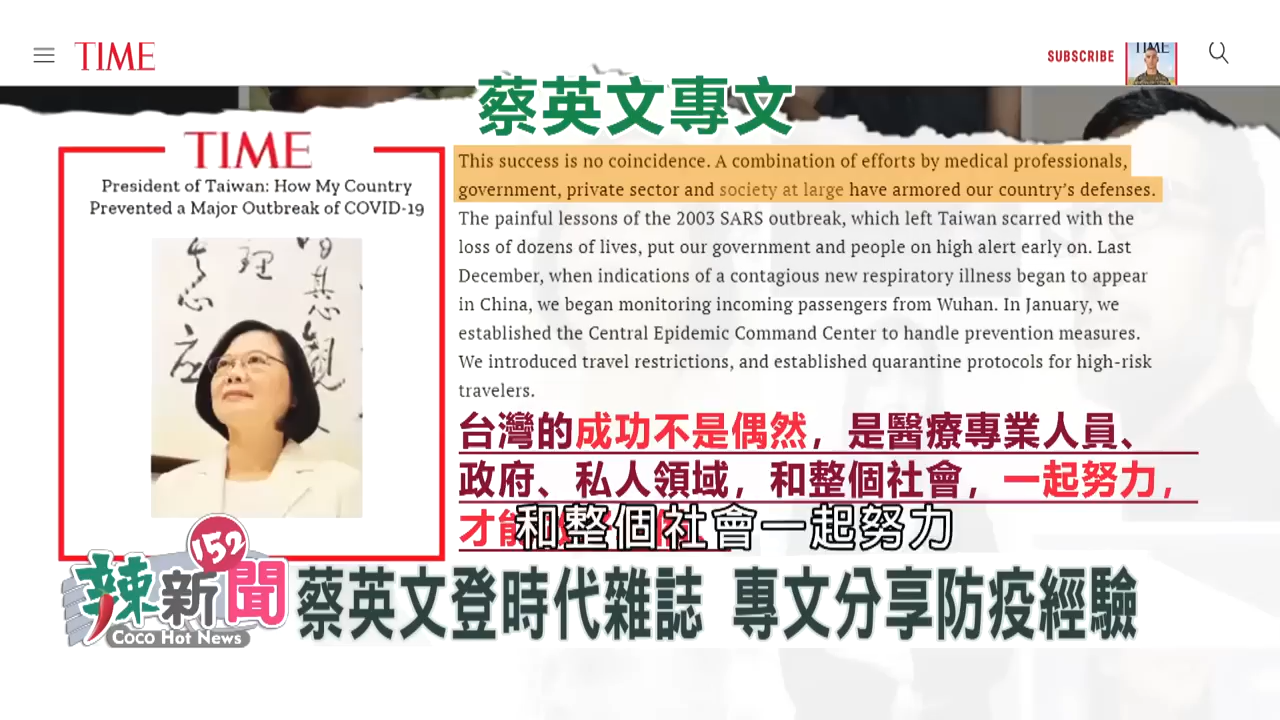 TIME
SUBSCRIBE
TIME
蔡英文專文
TIME
President of Taiwan: How My Country
Prevented a Major Outbreak of COVID-19
This success is no coincidence. A combination of efforts by medical professionals,
government, private sector and society at large have armored our country's defenses.
The painful lessons of the 2003 SARS outbreak, which left Taiwan scarred with the
loss of dozens of lives, put our government and people on high alert early on. Last
December, when indications of a contagious new respiratory illness began to appear
in China, we began monitoring incoming passengers from Wuhan. In January, we
established the Central Epidemic Command Center to handle prevention measures.
We introduced travel restrictions, and established quarantine protocols for high-risk
travelers.
台灣的成功不是偶然，是醫療專業人員、
政府、私人領域，和整個社會，一起努力，
才能
和整個社會一起努力
152
辣新聞
Coco Hot News
蔡英文登時代雜誌 專文分享防疫經驗